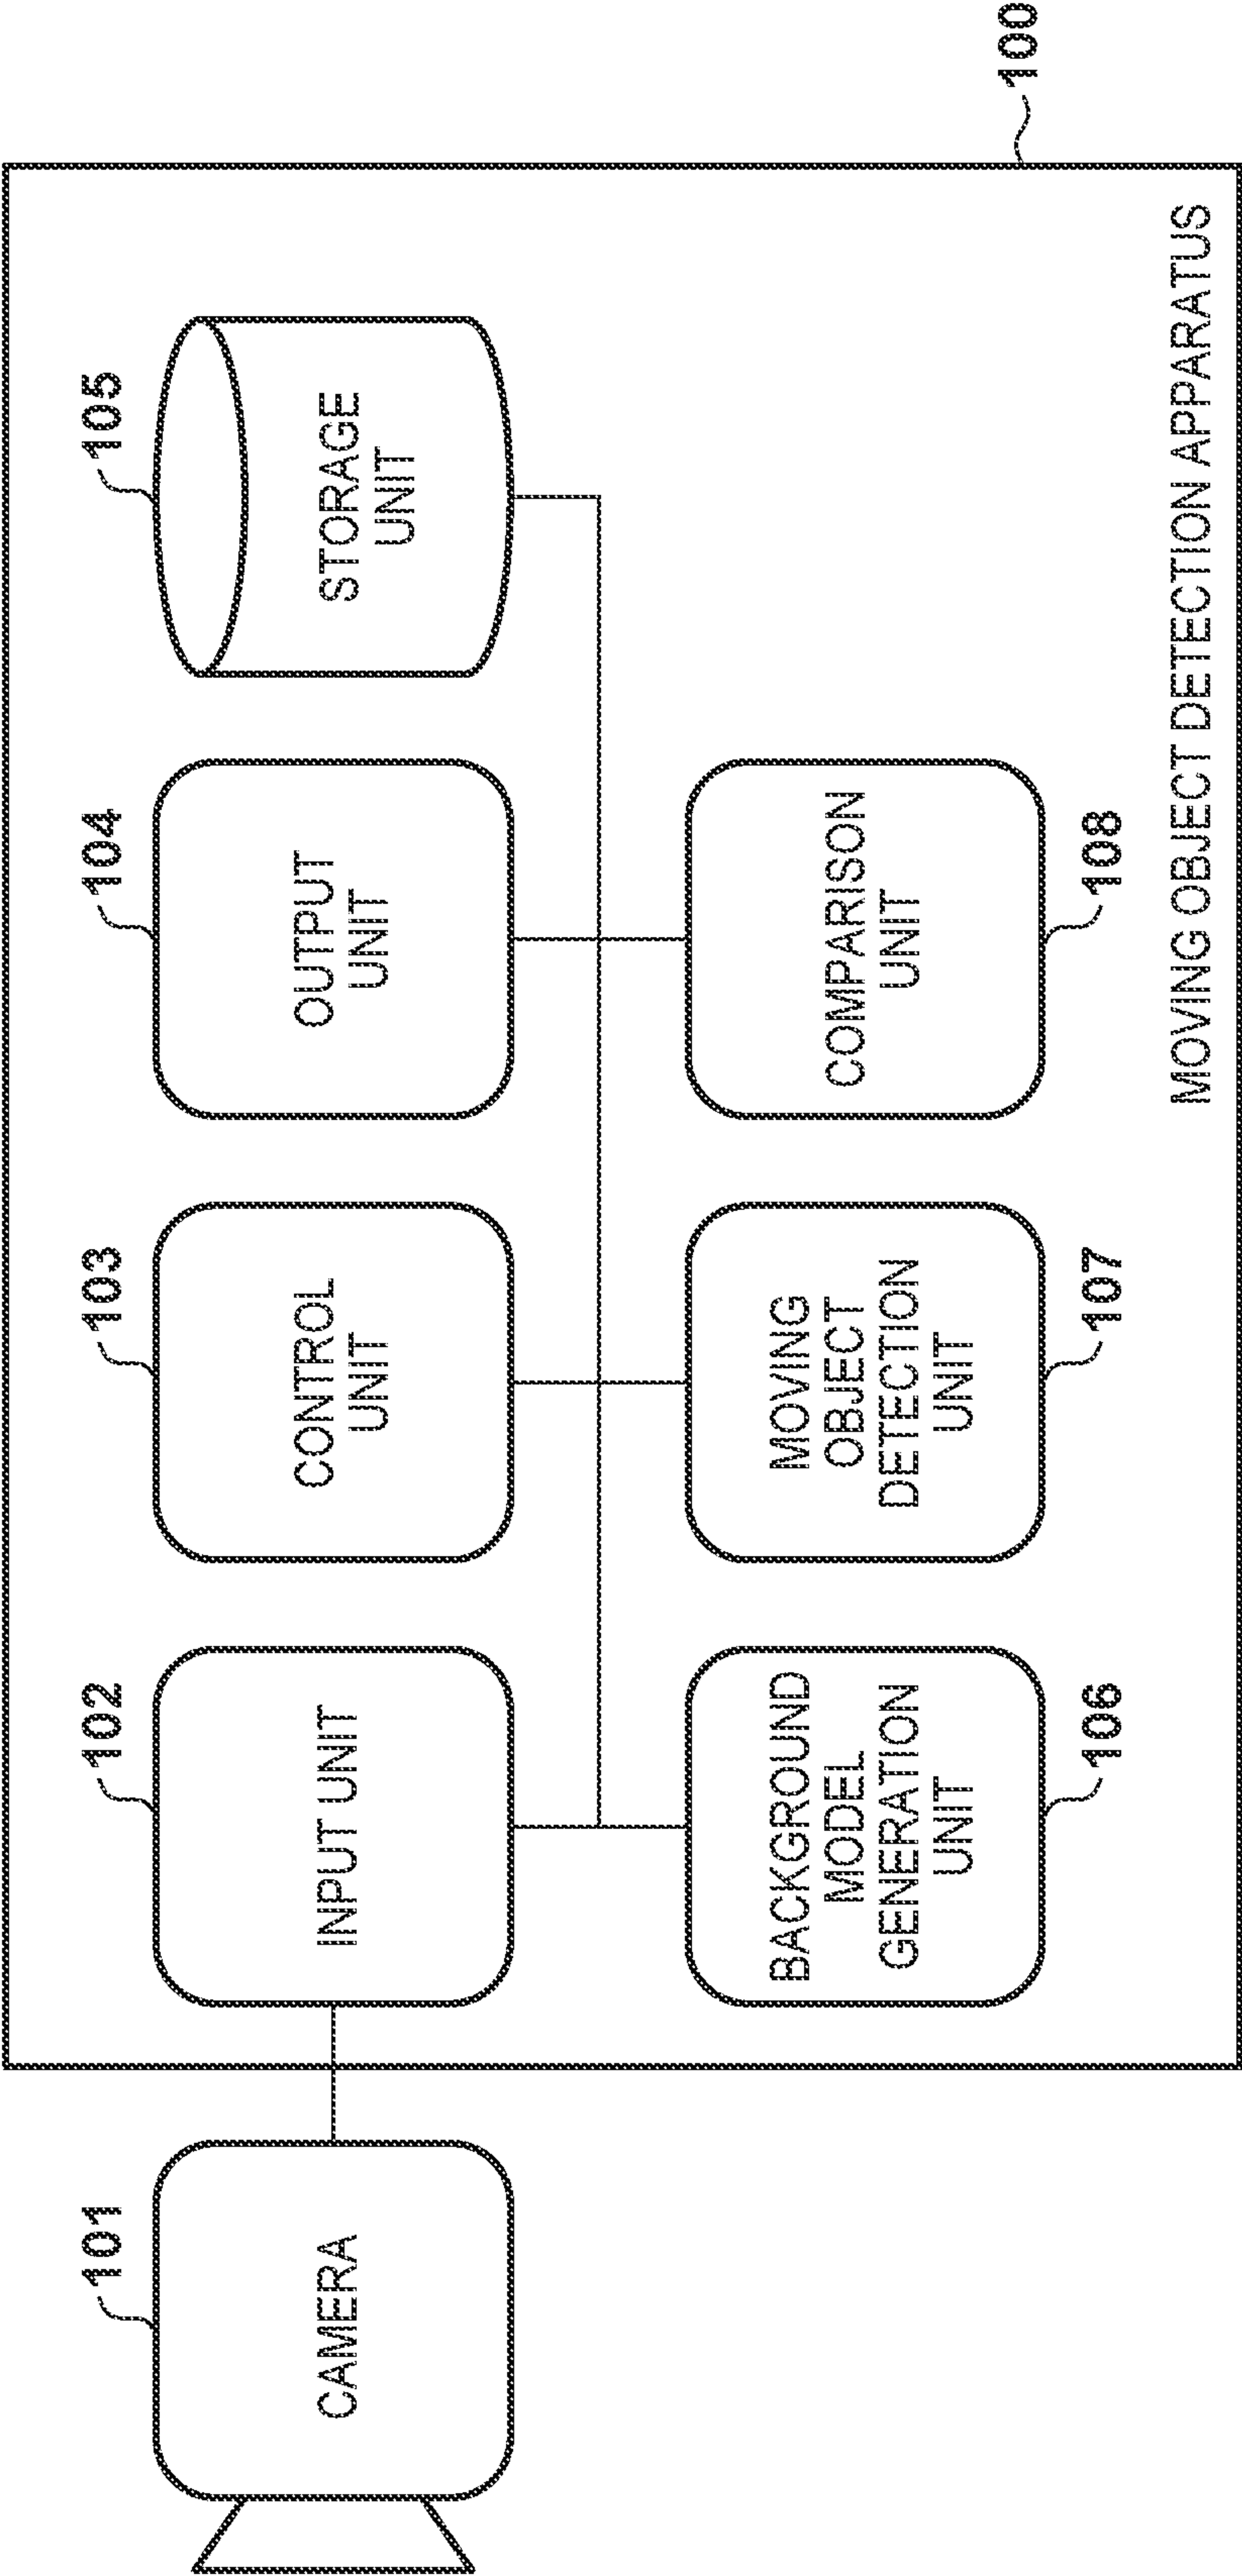 101
CAMERA
102
INPUT UNIT
103
CONTROL
UNIT
104
OUTPUT
UNIT
105
STORAGE
UNIT
BACKGROUND
MODEL
GENERATION
UNIT
106
MOVING
OBJECT
DETECTION
UNIT
107
COMPARISON
UNIT
108
MOVING OBJECT DETECTION APPARATUS
100